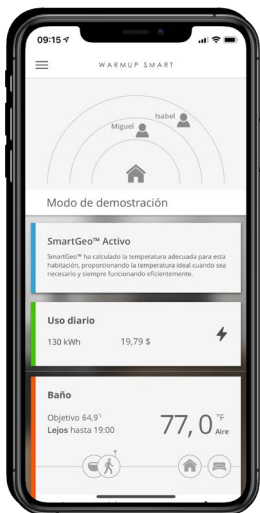 09:15
WARMUP SMART
Isabel
Miguel
Modo de demostración
SmartGeo™ Activo
SmartGeo™ ha calculado la temperatura adecuada para esta
habitación, proporcionando la temperatura ideal cuando sea
necesario y siempre funcionando eficientemente.
Uso diario
130 kWh 19,79 $
Baño
Objetivo 64,9°
Lejos hasta 19:00
77,0 °F
Aire